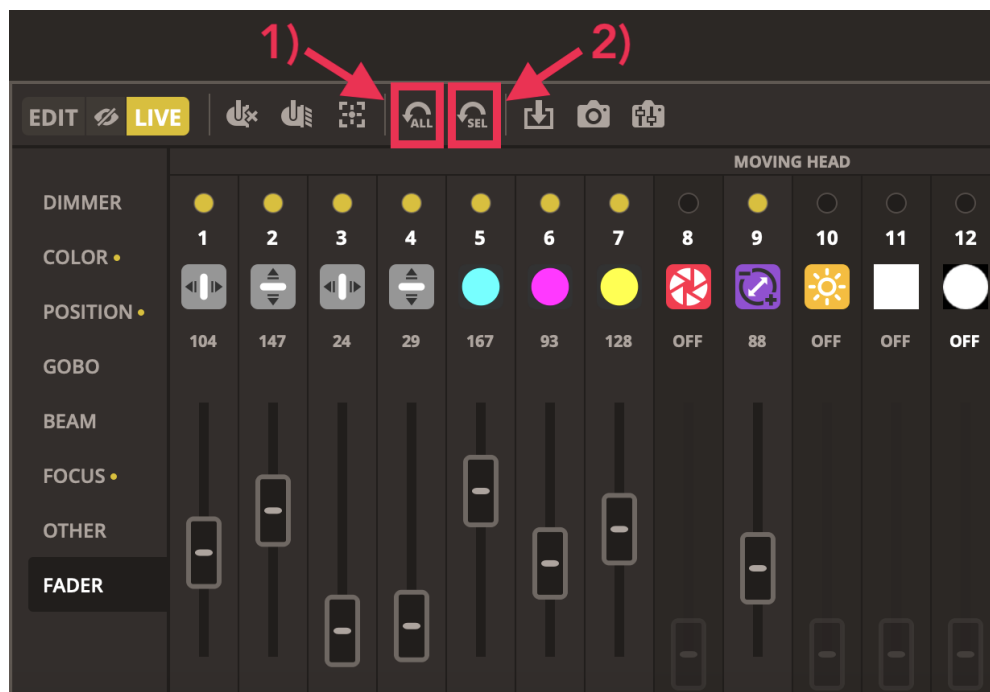 1) 2)
EDIT LIVE ALL SEL
MOVING HEAD
DIMMER
COLOR
POSITION
GOBO
BEAM
FOCUS
OTHER
FADER
1 2 3 4 5 6 7 8 9 10 11 12
104 147 24 29 167 93 128 OFF 88 OFF OFF OFF